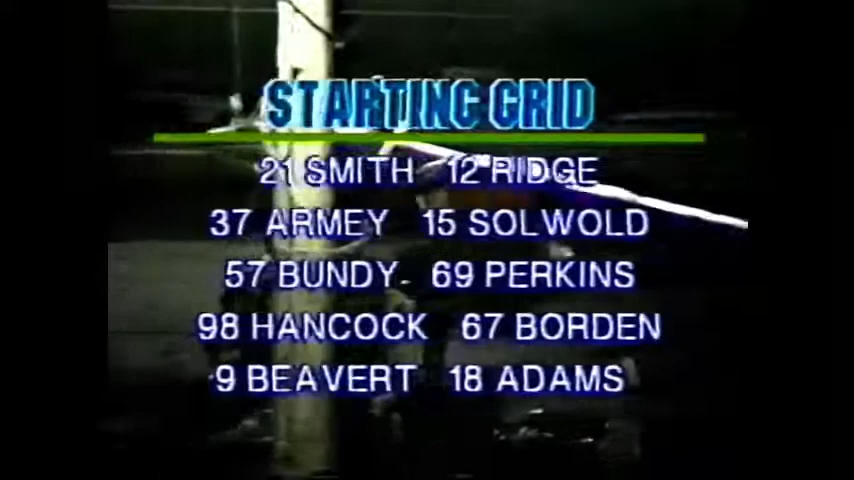 STARTING GRID
21 SMITH 12 RIDGE
37 ARMEY 15 SOLWOLD
57 BUNDY 69 PERKINS
98 HANCOCK 67 BORDEN
9 BEAVERT 18 ADAMS